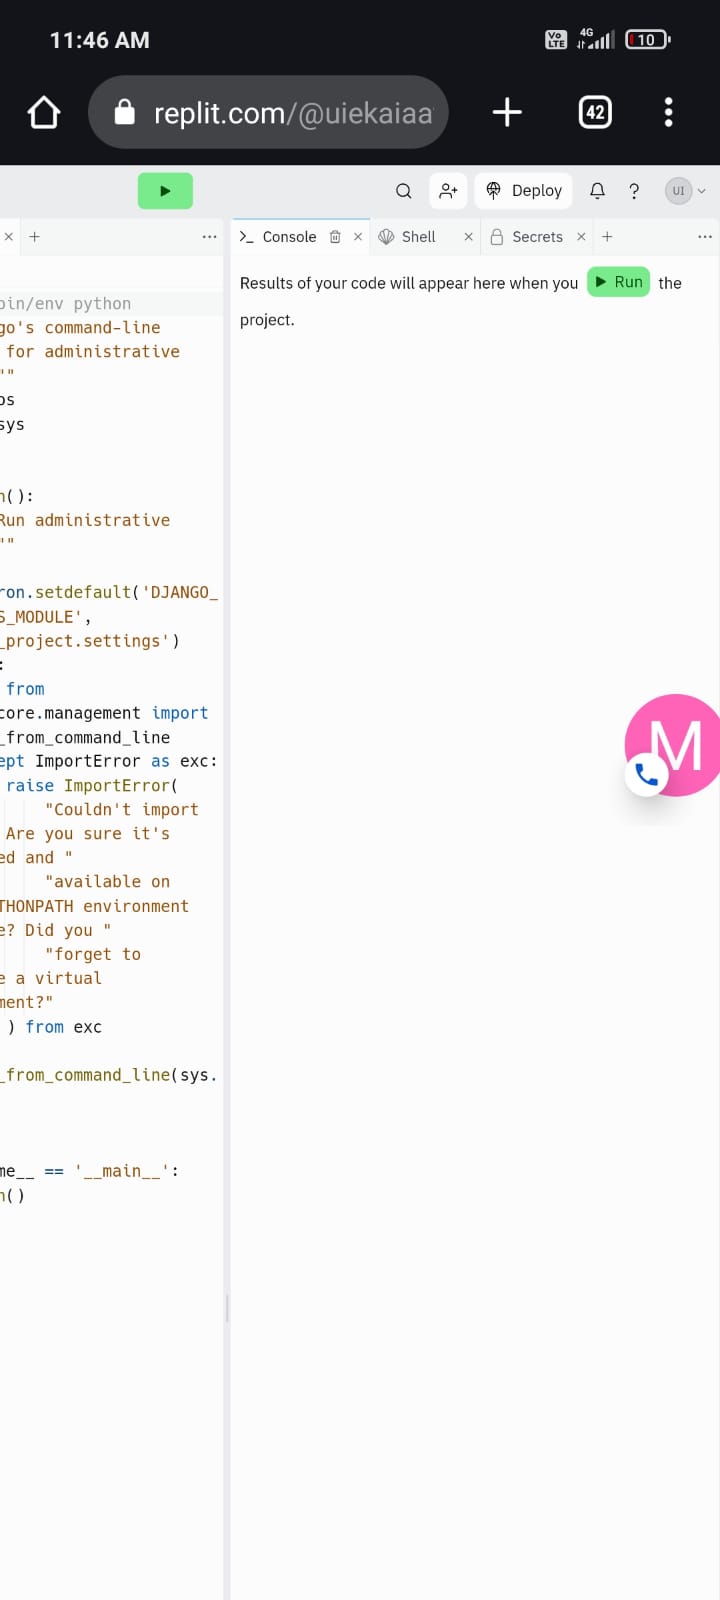 11:46 AM
Vo LTE 4G 10
replit.com/@uiekaiaa
42
Deploy
? UI
Console
Shell
Secrets
Results of your code will appear here when you Run the
project.
bin/env python
go's command-line
for administrative
""
os
sys
n():
Run administrative
""
ron.setdefault('DJANGO_
S_MODULE',
_project.settings')
:
from
core.management import
_from_command_line
ept ImportError as exc:
raise ImportError(
"Couldn't import
Are you sure it's
ed and "
"available on
THONPATH environment
e? Did you "
"forget to
e a virtual
ment?"
) from exc
_from_command_line(sys.
me__ == '__main__':
n()
M